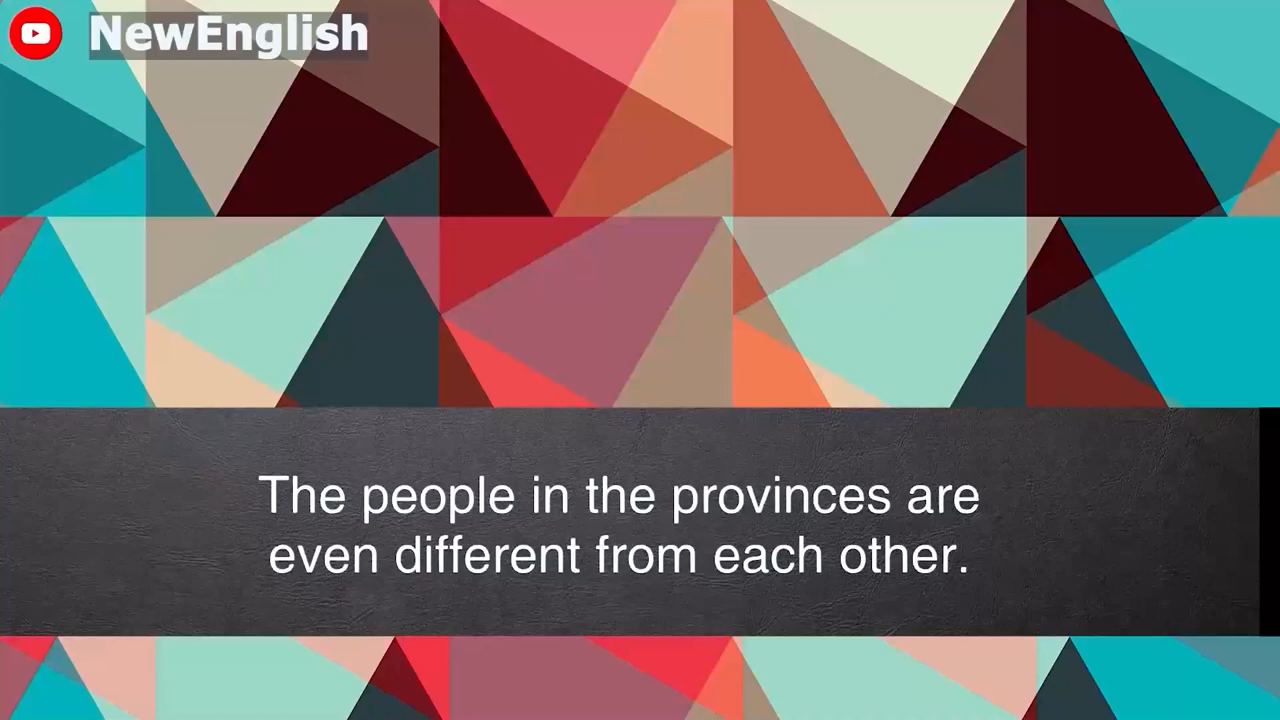 NewEnglish
The people in the provinces are
even different from each other.